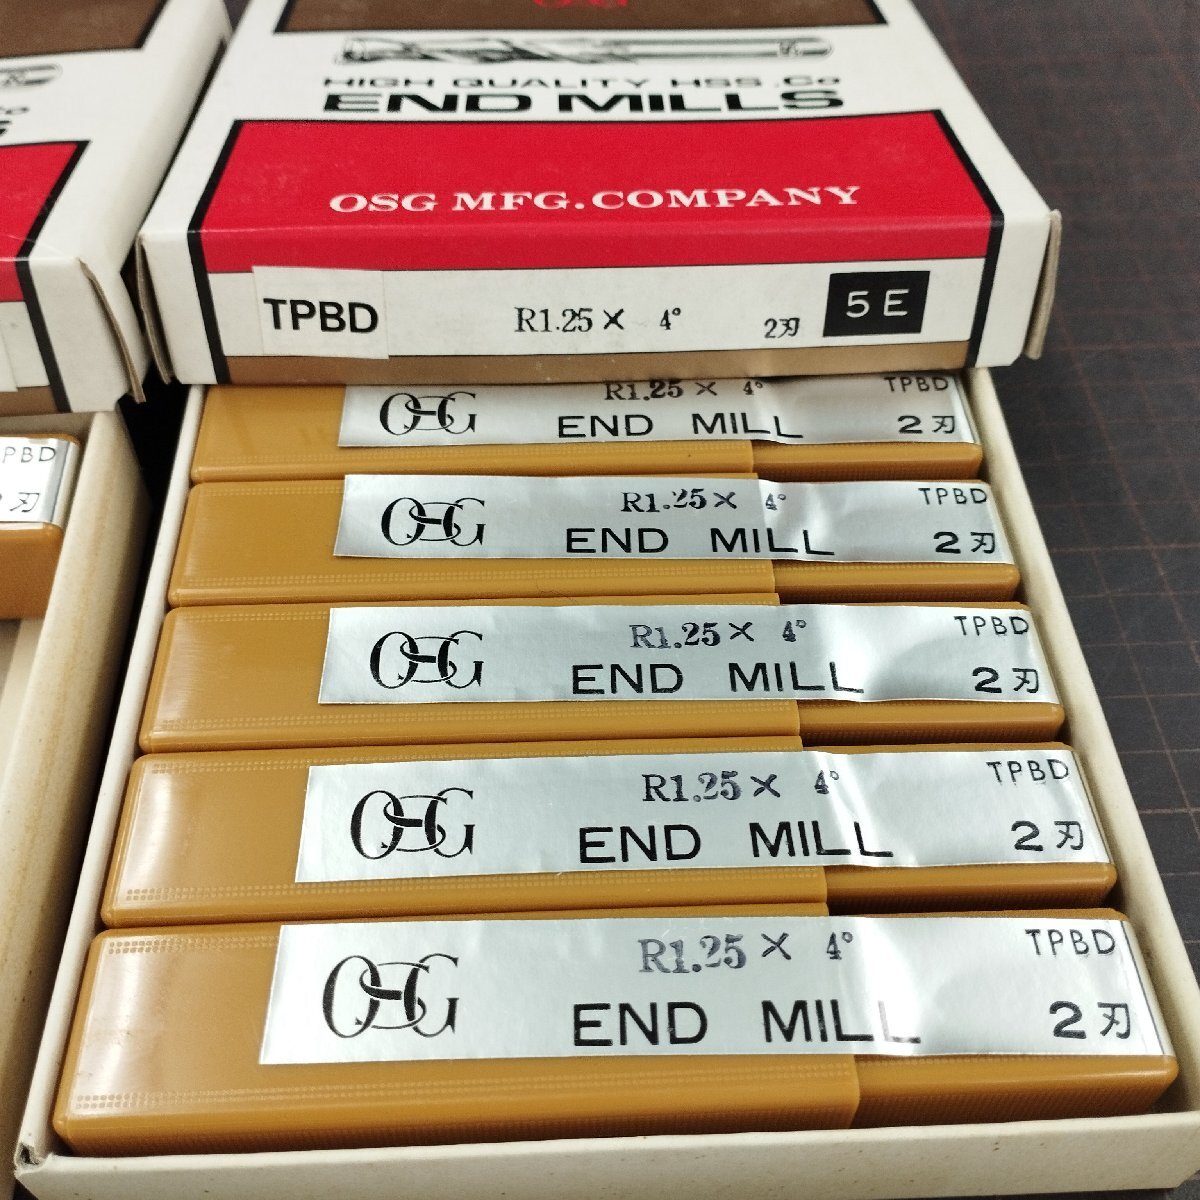 OSG
HIGH QUALITY HSS.Co
END MILLS
OSG MFG.COMPANY
TPBD R1.25× 4° 2刃 5E
R1.25× 4° TPBD
OSG END MILL 2刃
R1.25× 4° TPBD
OSG END MILL 2刃
R1.25× 4° TPBD
OSG END MILL 2刃
R1.25× 4° TPBD
OSG END MILL 2刃
R1.25× 4° TPBD
OSG END MILL 2刃
Co
S
PBD
刃